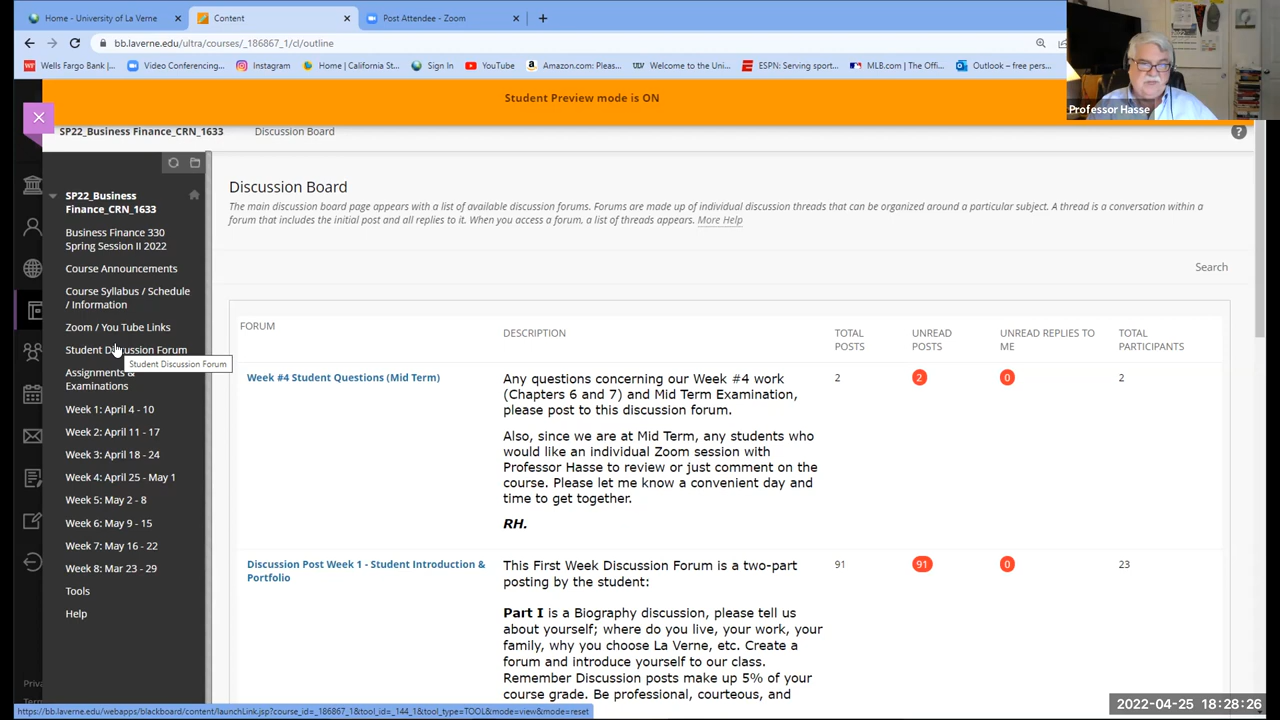 Home - University of La Verne
Content
Post Attendee - Zoom
bb.laverne.edu/ultra/courses/_186867_1/cl/outline
Wells Fargo Bank |...
Video Conferencing...
Instagram
Home | California St...
Sign In
YouTube
Amazon.com: Pleas...
Welcome to the Uni...
ESPN: Serving sport...
MLB.com | The Offi...
Outlook – free pers...
Student Preview mode is ON
Professor Hasse
SP22_Business Finance_CRN_1633
Discussion Board
SP22_Business
Finance_CRN_1633
Business Finance 330
Spring Session II 2022
Course Announcements
Course Syllabus / Schedule
/ Information
Zoom / You Tube Links
Student Discussion Forum
Student Discussion Forum
Assignments &
Examinations
Week 1: April 4 - 10
Week 2: April 11 - 17
Week 3: April 18 - 24
Week 4: April 25 - May 1
Week 5: May 2 - 8
Week 6: May 9 - 15
Week 7: May 16 - 22
Week 8: Mar 23 - 29
Tools
Help
Discussion Board
The main discussion board page appears with a list of available discussion forums. Forums are made up of individual discussion threads that can be organized around a particular subject. A thread is a conversation within a
forum that includes the initial post and all replies to it. When you access a forum, a list of threads appears. More Help
Search
FORUM
DESCRIPTION
TOTAL
POSTS
UNREAD
POSTS
UNREAD REPLIES TO
ME
TOTAL
PARTICIPANTS
Week #4 Student Questions (Mid Term)
Any questions concerning our Week #4 work
(Chapters 6 and 7) and Mid Term Examination,
please post to this discussion forum.
Also, since we are at Mid Term, any students who
would like an individual Zoom session with
Professor Hasse to review or just comment on the
course. Please let me know a convenient day and
time to get together.
RH.
2
2
0
2
Discussion Post Week 1 - Student Introduction &
Portfolio
This First Week Discussion Forum is a two-part
posting by the student:
Part I is a Biography discussion, please tell us
about yourself; where do you live, your work, your
family, why you choose La Verne, etc. Create a
forum and introduce yourself to our class.
Remember Discussion posts make up 5% of your
course grade. Be professional, courteous, and
91
91
0
23
Priva
https://bb.laverne.edu/webapps/blackboard/content/launchLink.jsp?course_id=_186867_1&tool_id=_144_1&tool_type=TOOL&mode=view&mode=reset
2022-04-25 18:28:26